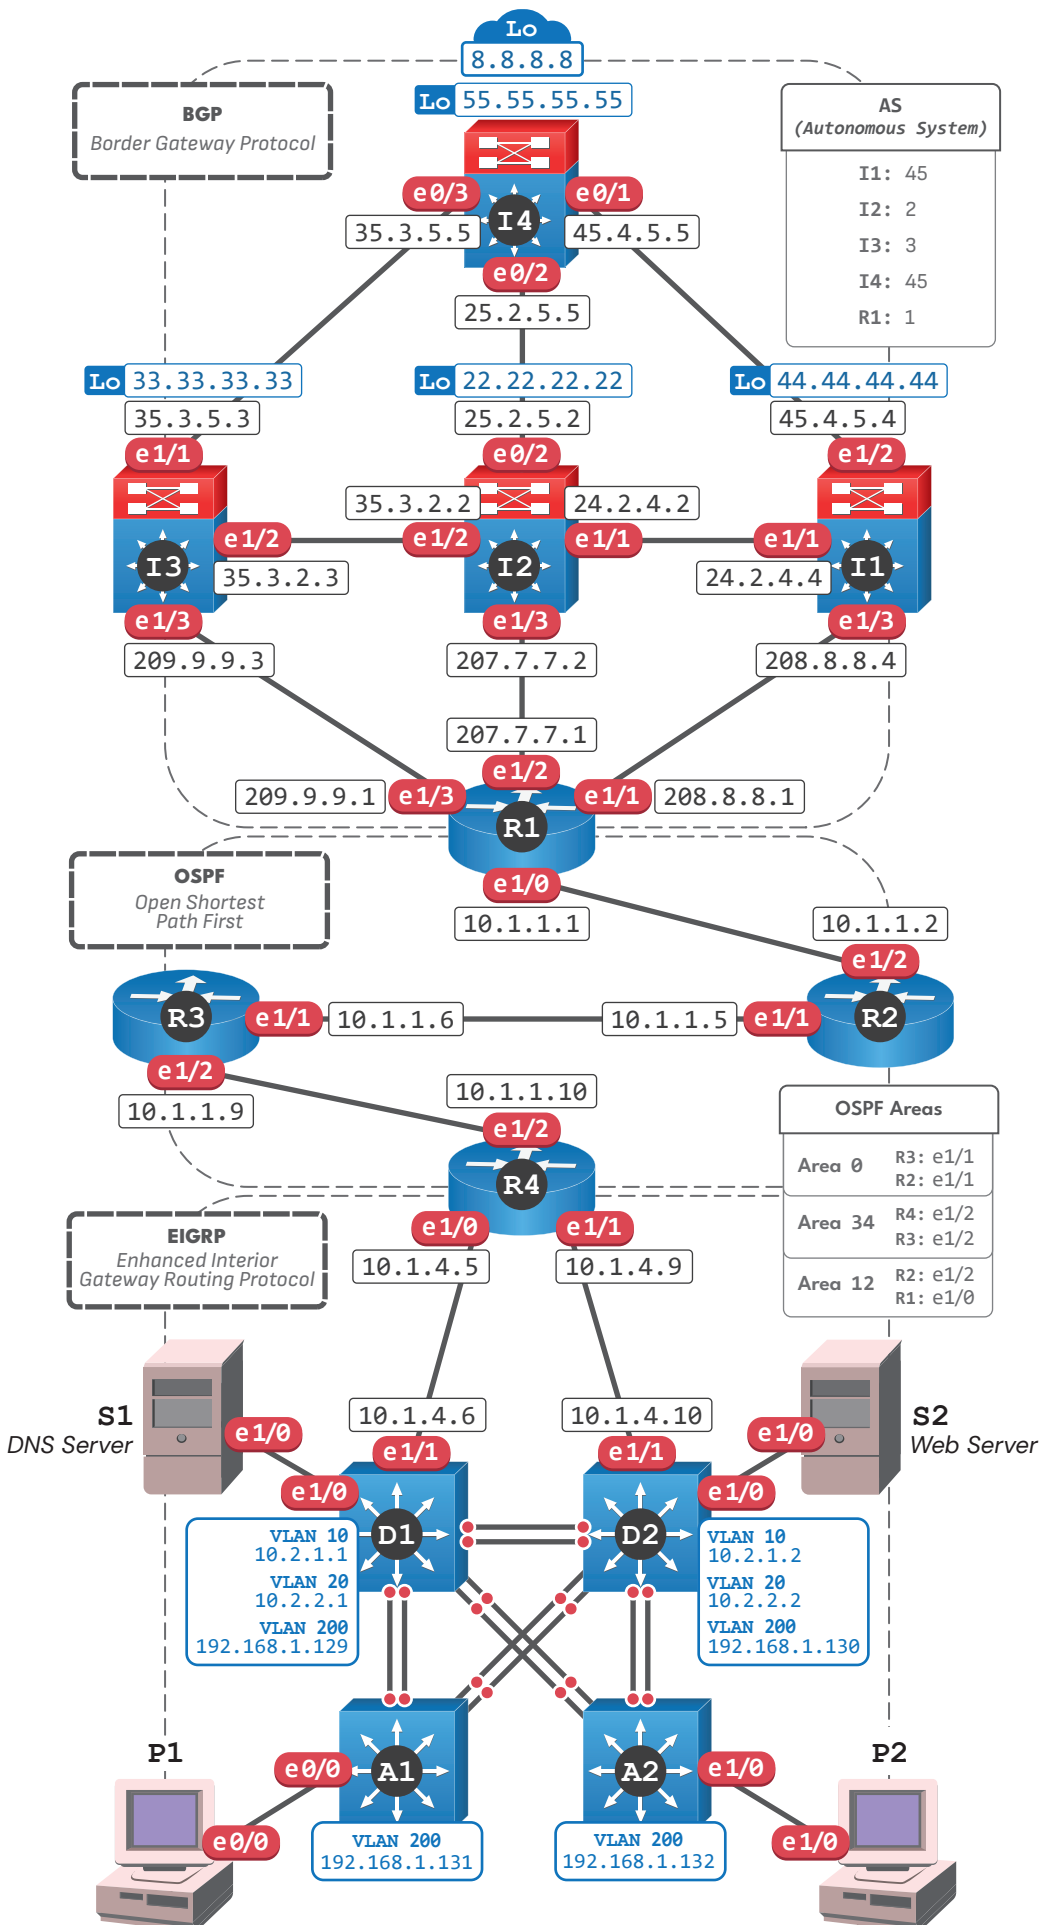 Lo
8.8.8.8
Lo 55.55.55.55
BGP
Border Gateway Protocol
AS
(Autonomous System)
I1: 45
I2: 2
I3: 3
I4: 45
R1: 1
e0/3
e0/1
I4
35.3.5.5
45.4.5.5
e0/2
25.2.5.5
Lo 33.33.33.33
Lo 22.22.22.22
Lo 44.44.44.44
35.3.5.3
25.2.5.2
45.4.5.4
e1/1
e0/2
e1/2
35.3.2.2
24.2.4.2
e1/2
e1/2
e1/1
e1/1
I3
I2
I1
35.3.2.3
24.2.4.4
e1/3
e1/3
e1/3
209.9.9.3
207.7.7.2
208.8.8.4
207.7.7.1
e1/2
209.9.9.1
e1/3
e1/1
208.8.8.1
R1
e1/0
10.1.1.1
10.1.1.2
OSPF
Open Shortest
Path First
e1/2
R3
e1/1
10.1.1.6
10.1.1.5
e1/1
R2
e1/2
10.1.1.9
10.1.1.10
e1/2
R4
OSPF Areas
Area 0
R3: e1/1
R2: e1/1
Area 34
R4: e1/2
R3: e1/2
Area 12
R2: e1/2
R1: e1/0
e1/0
e1/1
EIGRP
Enhanced Interior
Gateway Routing Protocol
10.1.4.5
10.1.4.9
S1
DNS Server
e1/0
10.1.4.6
10.1.4.10
e1/0
S2
Web Server
e1/1
e1/1
e1/0
e1/0
D1
D2
VLAN 10
10.2.1.1
VLAN 20
10.2.2.1
VLAN 200
192.168.1.129
VLAN 10
10.2.1.2
VLAN 20
10.2.2.2
VLAN 200
192.168.1.130
P1
P2
e0/0
A1
A2
e1/0
e0/0
e1/0
VLAN 200
192.168.1.131
VLAN 200
192.168.1.132